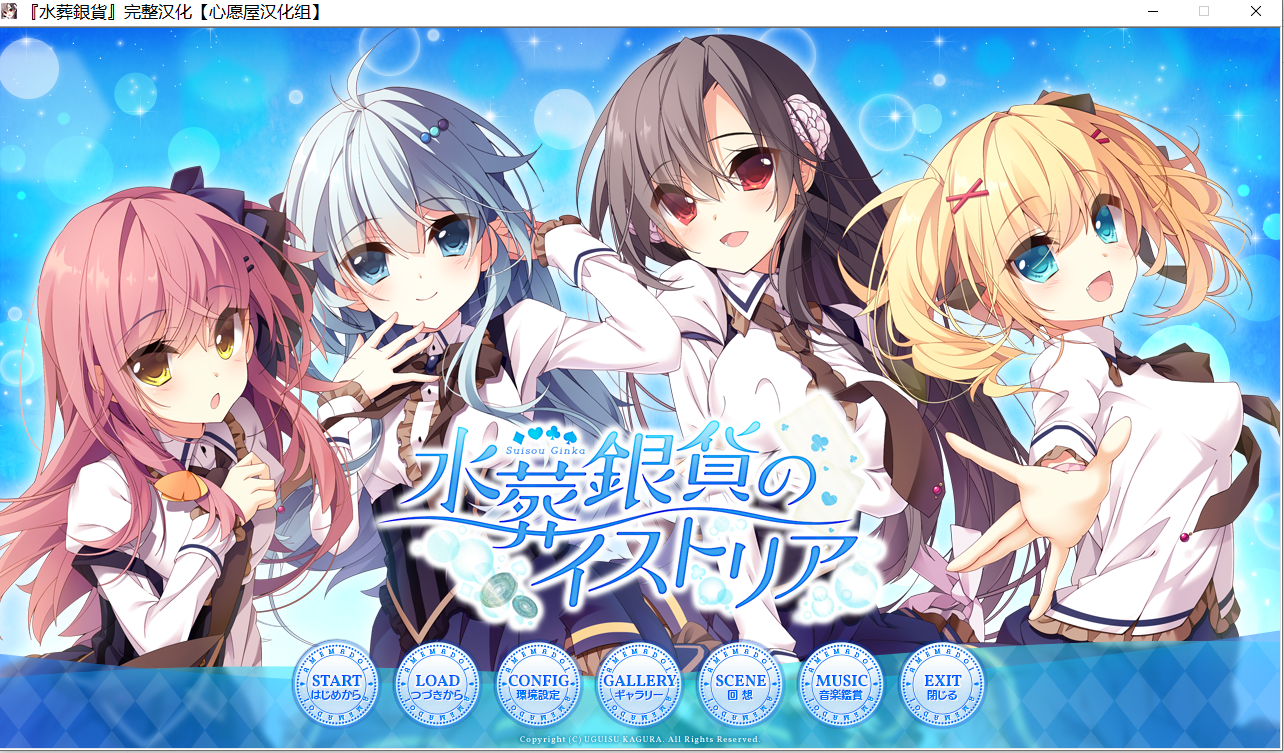 『水葬銀貨』完整汉化【心愿屋汉化组】
Suisou Ginka
水葬銀貨の
イストリア
START
はじめから
LOAD
つづきから
CONFIG
環境設定
GALLERY
ギャラリー
SCENE
回想
MUSIC
音楽鑑賞
EXIT
閉じる
Copyright (C) UGUISU KAGURA. All Rights Reserved.